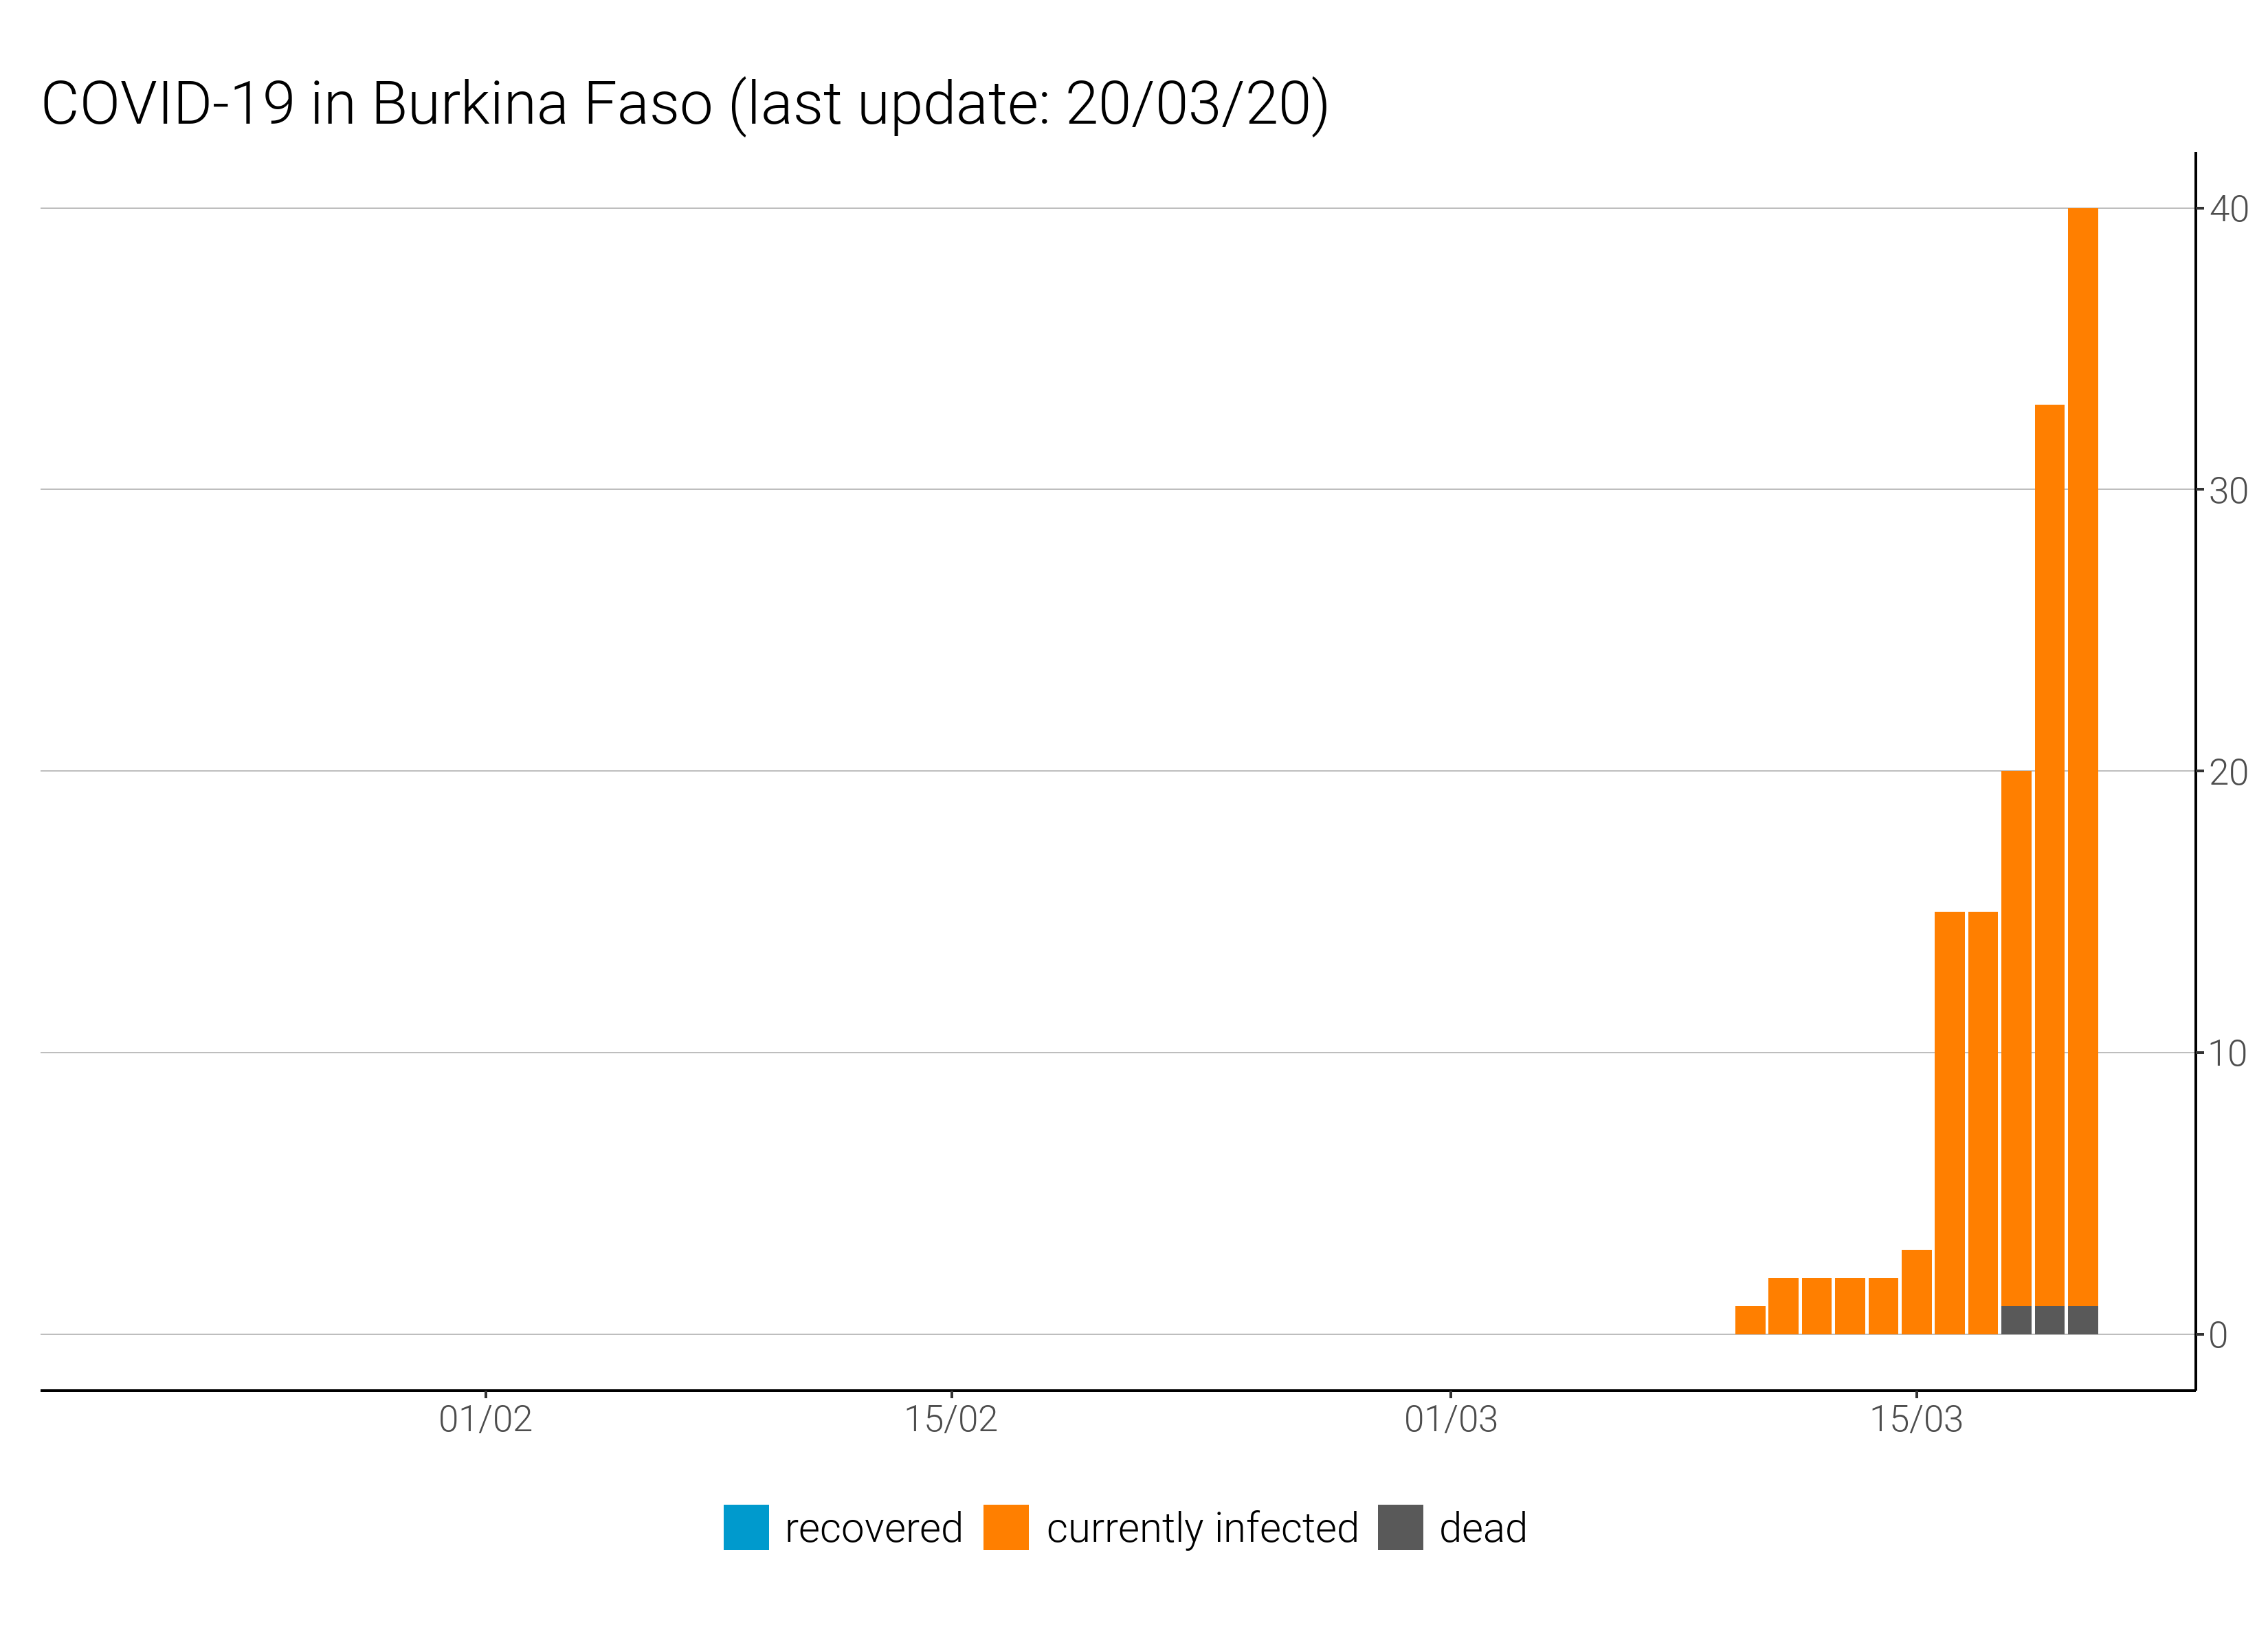 COVID-19 in Burkina Faso (last update: 20/03/20)
40
30
20
10
0
01/02 15/02 01/03 15/03
recovered currently infected dead